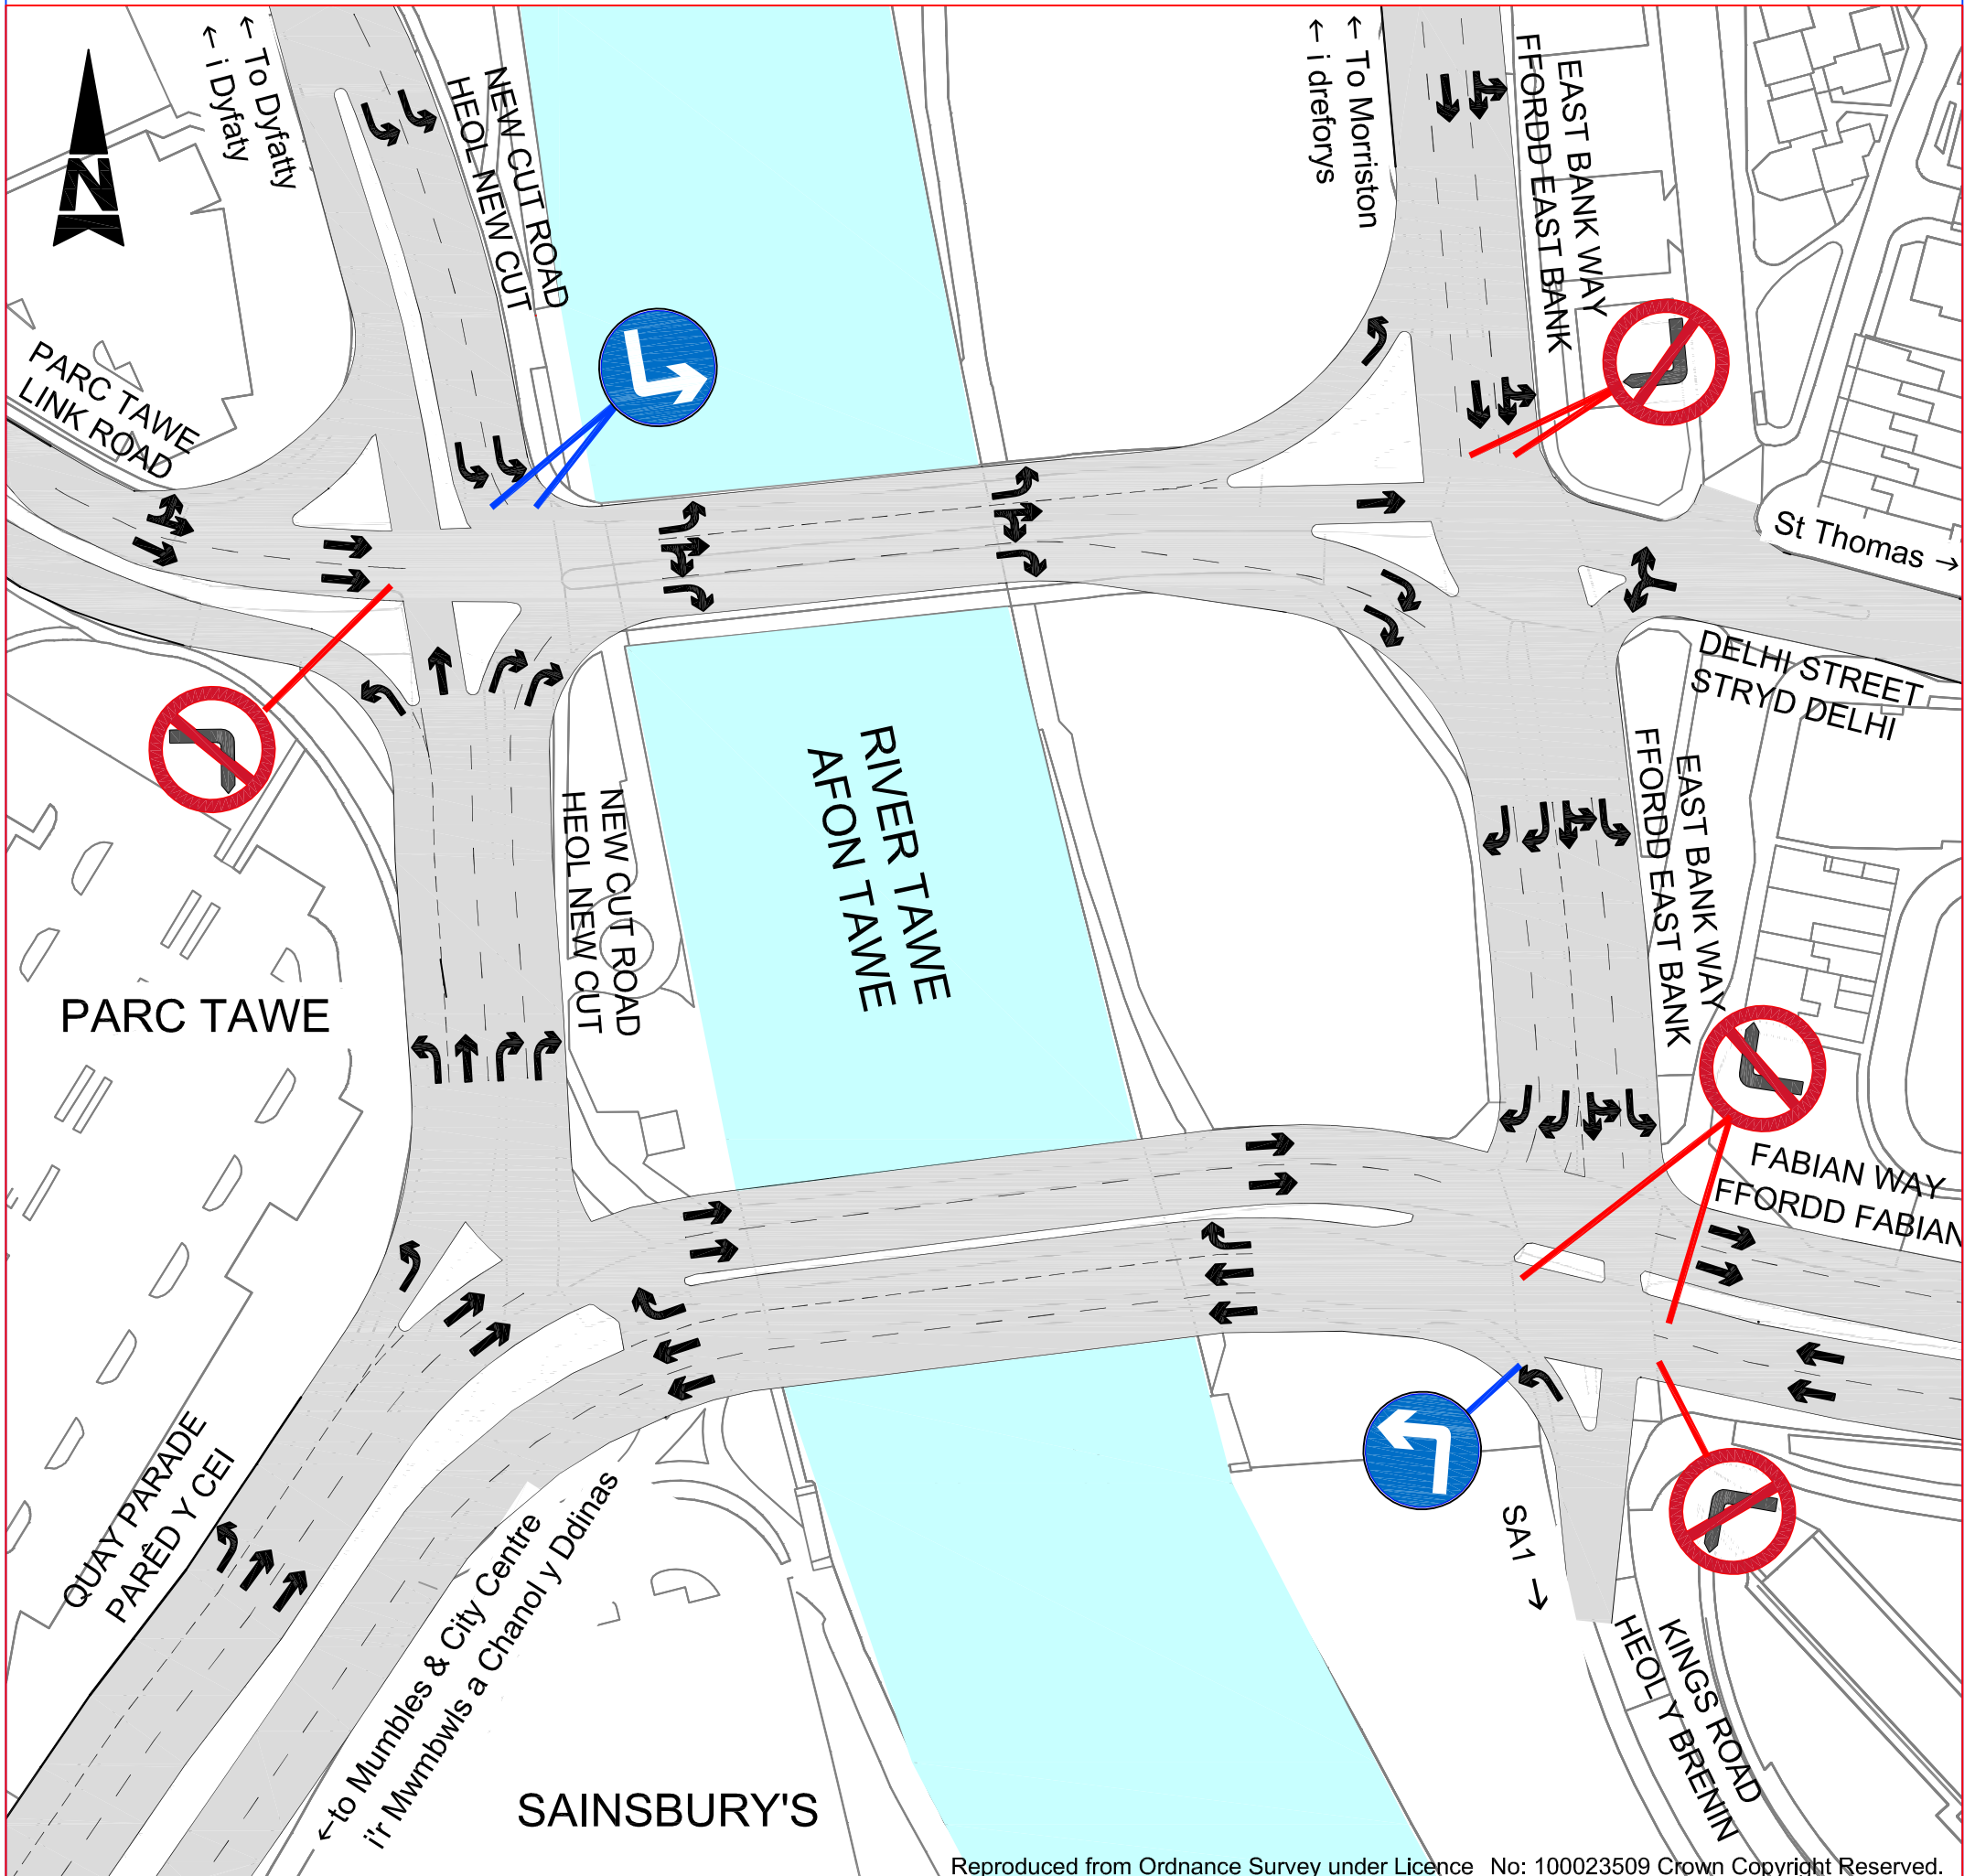 ← To Dyfatty
← i Dyfaty
N
NEW CUT ROAD
HEOL NEW CUT
← To Morriston
← i dreforys
EAST BANK WAY
FFORDD EAST BANK
PARC TAWE
LINK ROAD
St Thomas →
DELHI STREET
STRYD DELHI
RIVER TAWE
AFON TAWE
NEW CUT ROAD
HEOL NEW CUT
EAST BANK WAY
FFORDD EAST BANK
PARC TAWE
FABIAN WAY
FFORDD FABIAN
QUAY PARADE
PARÊD Y CEI
←to Mumbles & City Centre
i'r Mwmbwls a Chanol y Ddinas
SA1 →
KINGS ROAD
HEOL Y BRENIN
SAINSBURY'S
Reproduced from Ordnance Survey under Licence No: 100023509 Crown Copyright Reserved.